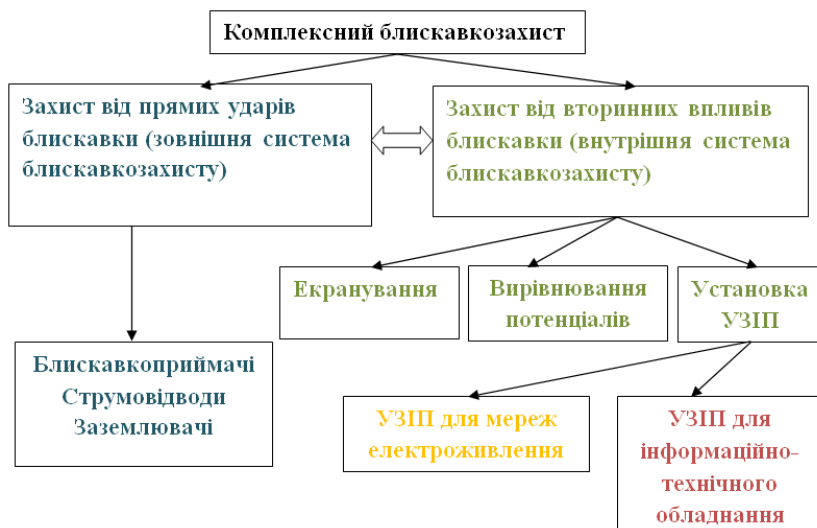 Комплексний блискавкозахист
Захист від прямих ударів
блискавки (зовнішня система
блискавкозахисту)
Захист від вторинних впливів
блискавки (внутрішня система
блискавкозахисту)
Екранування
Вирівнювання
потенціалів
Установка
УЗІП
Блискавкоприймачі
Струмовідводи
Заземлювачі
УЗІП для мереж
електроживлення
УЗІП для
інформаційно-
технічного
обладнання